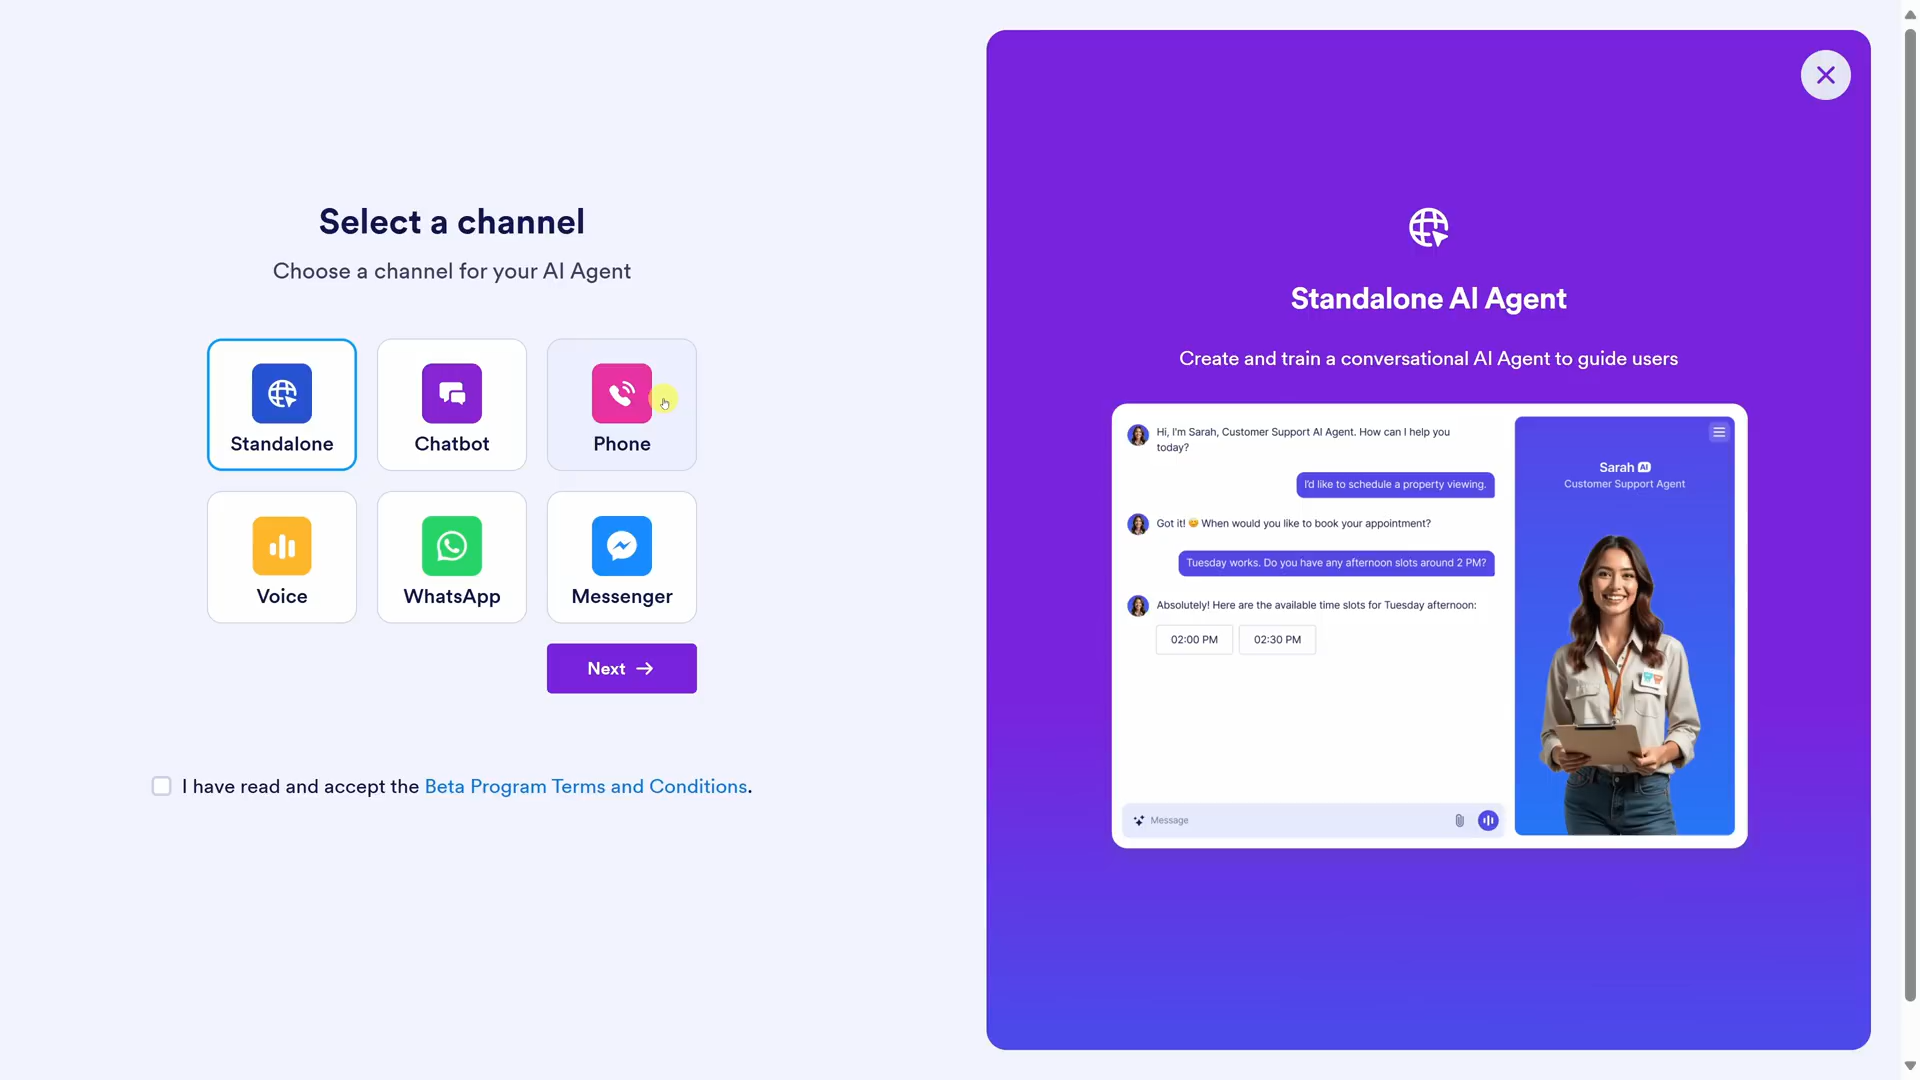 Select a channel
Choose a channel for your AI Agent
Standalone
Chatbot
Phone
Voice
WhatsApp
Messenger
Next →
I have read and accept the Beta Program Terms and Conditions.
Standalone AI Agent
Create and train a conversational AI Agent to guide users
Hi, I'm Sarah, Customer Support AI Agent. How can I help you
today?
I'd like to schedule a property viewing.
Got it! 😊 When would you like to book your appointment?
Tuesday works. Do you have any afternoon slots around 2 PM?
Absolutely! Here are the available time slots for Tuesday afternoon:
02:00 PM
02:30 PM
Message
Sarah AI
Customer Support Agent